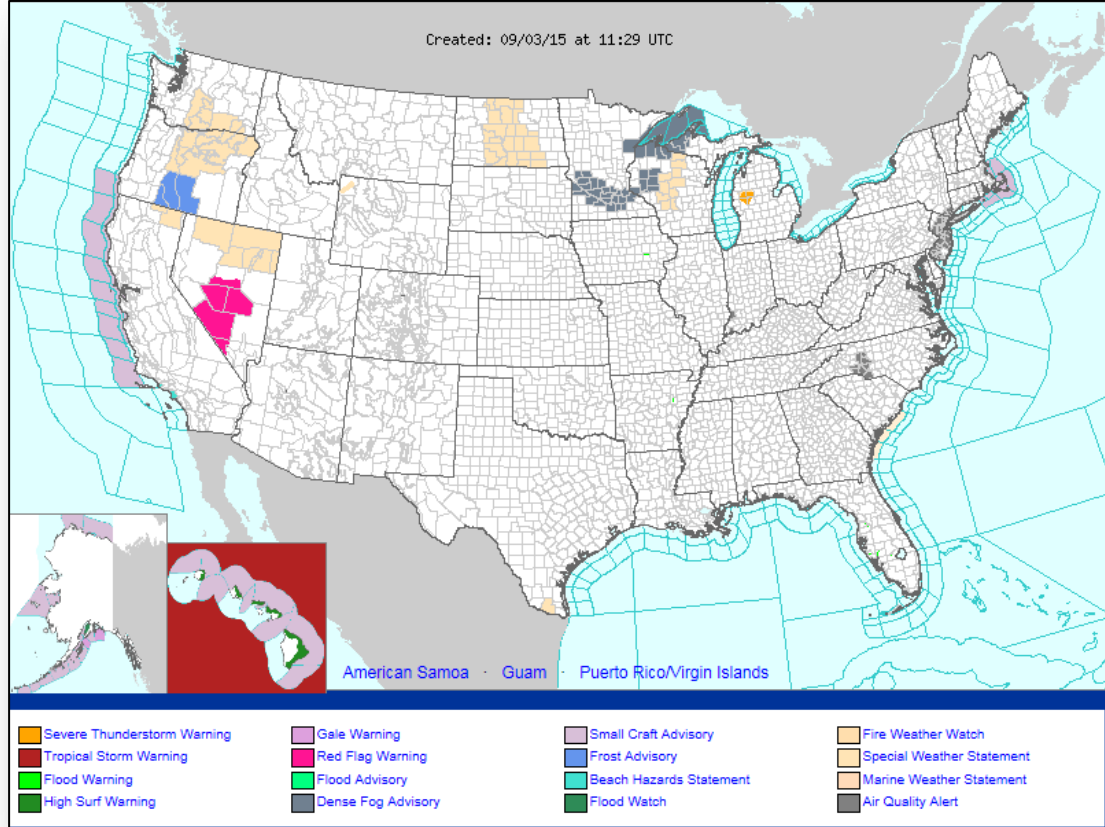 Created: 09/03/15 at 11:29 UTC
American Samoa · Guam · Puerto Rico/Virgin Islands
Severe Thunderstorm Warning
Tropical Storm Warning
Flood Warning
High Surf Warning
Gale Warning
Red Flag Warning
Flood Advisory
Dense Fog Advisory
Small Craft Advisory
Frost Advisory
Beach Hazards Statement
Flood Watch
Fire Weather Watch
Special Weather Statement
Marine Weather Statement
Air Quality Alert